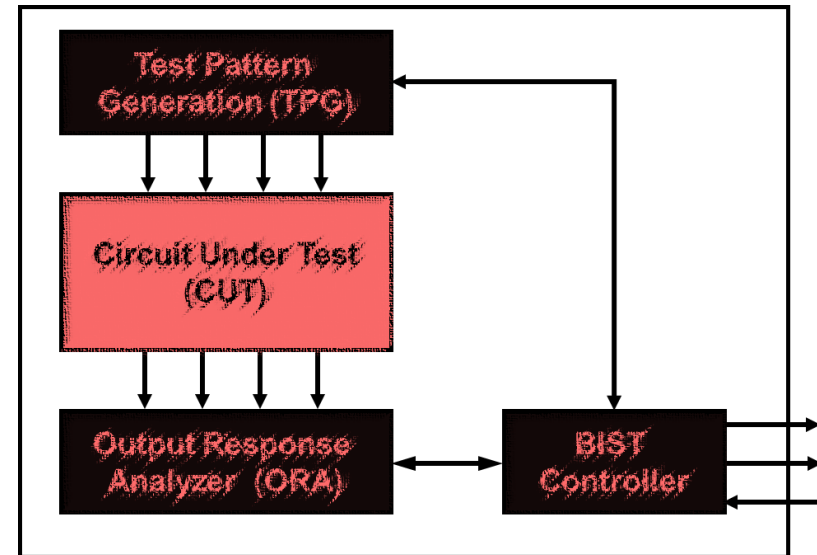 Test Pattern
Generation (TPG)
Circuit Under Test
(CUT)
Output Response
Analyzer (ORA)
BIST
Controller